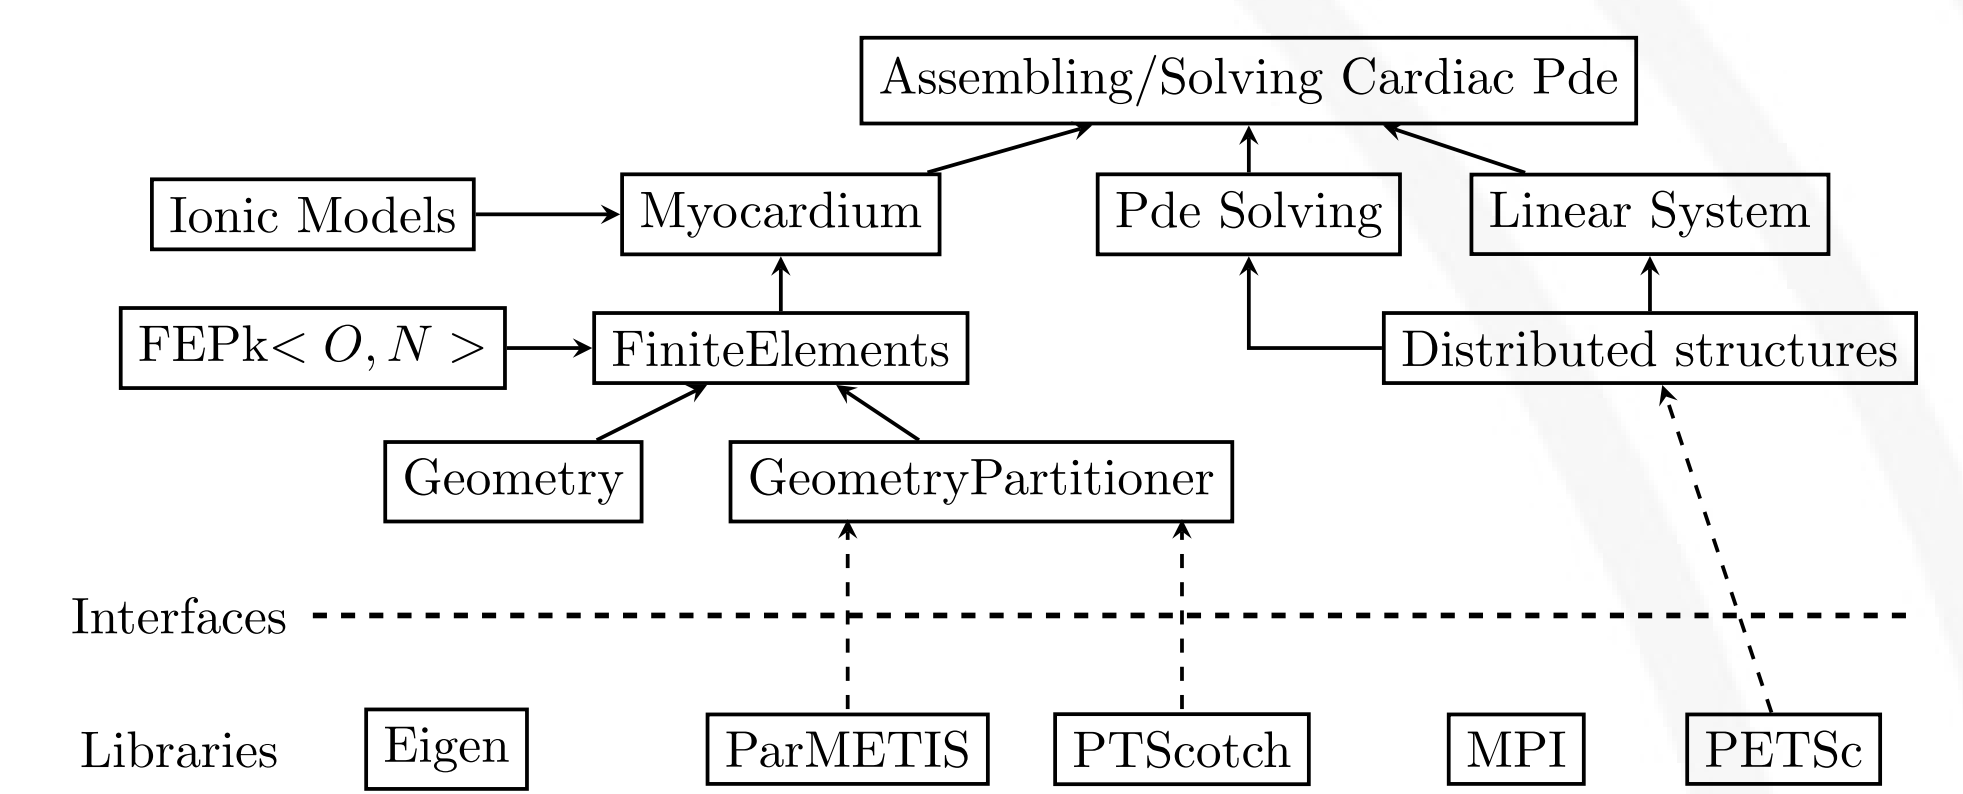 Assembling/Solving Cardiac Pde
Ionic Models
Myocardium
Pde Solving
Linear System
FEPk< O, N >
FiniteElements
Distributed structures
Geometry
GeometryPartitioner
Interfaces
Libraries
Eigen
ParMETIS
PTScotch
MPI
PETSc